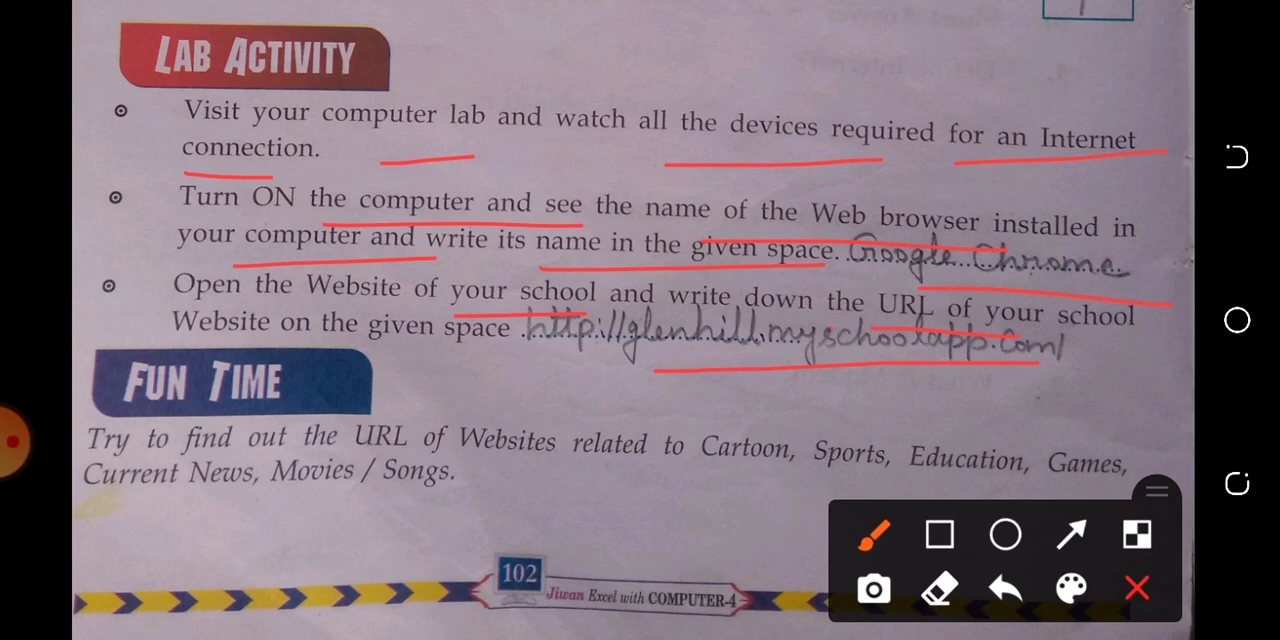 LAB ACTIVITY
Visit your computer lab and watch all the devices required for an Internet
connection.
Turn ON the computer and see the name of the Web browser installed in
your computer and write its name in the given space. Google Chrome
Open the Website of your school and write down the URL of your school
Website on the given space http://glenhill.myschoolapp.com/
FUN TIME
Try to find out the URL of Websites related to Cartoon, Sports, Education, Games,
Current News, Movies / Songs.
102
Jiwan Excel with COMPUTER-4